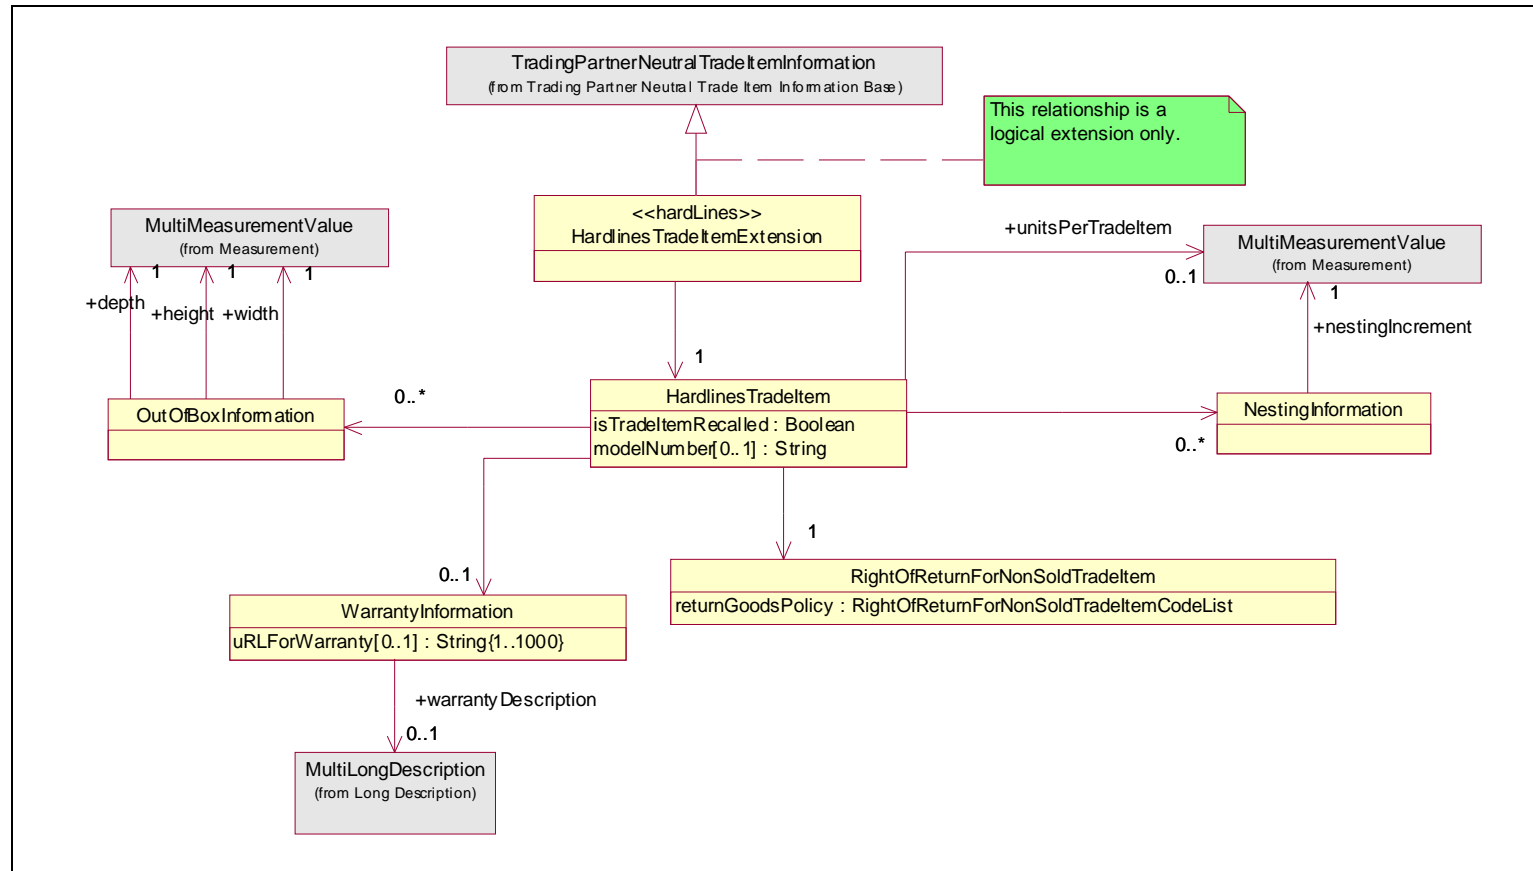 TradingPartnerNeutralTradeItemInformation
(from Trading Partner Neutral Trade Item Information Base)
This relationship is a
logical extension only.
<<hardLines>>
HardlinesTradeItemExtension
MultiMeasurementValue
(from Measurement)
+unitsPerTradeItem
0..1
MultiMeasurementValue
(from Measurement)
1
1
1
+depth
+height
+width
1
+nestingIncrement
1
0..*
OutOfBoxInformation
HardlinesTradeItem
isTradeItemRecalled : Boolean
modelNumber[0..1] : String
NestingInformation
0..*
1
0..1
RightOfReturnForNonSoldTradeItem
returnGoodsPolicy : RightOfReturnForNonSoldTradeItemCodeList
WarrantyInformation
uRLForWarranty[0..1] : String{1..1000}
+warrantyDescription
0..1
MultiLongDescription
(from Long Description)